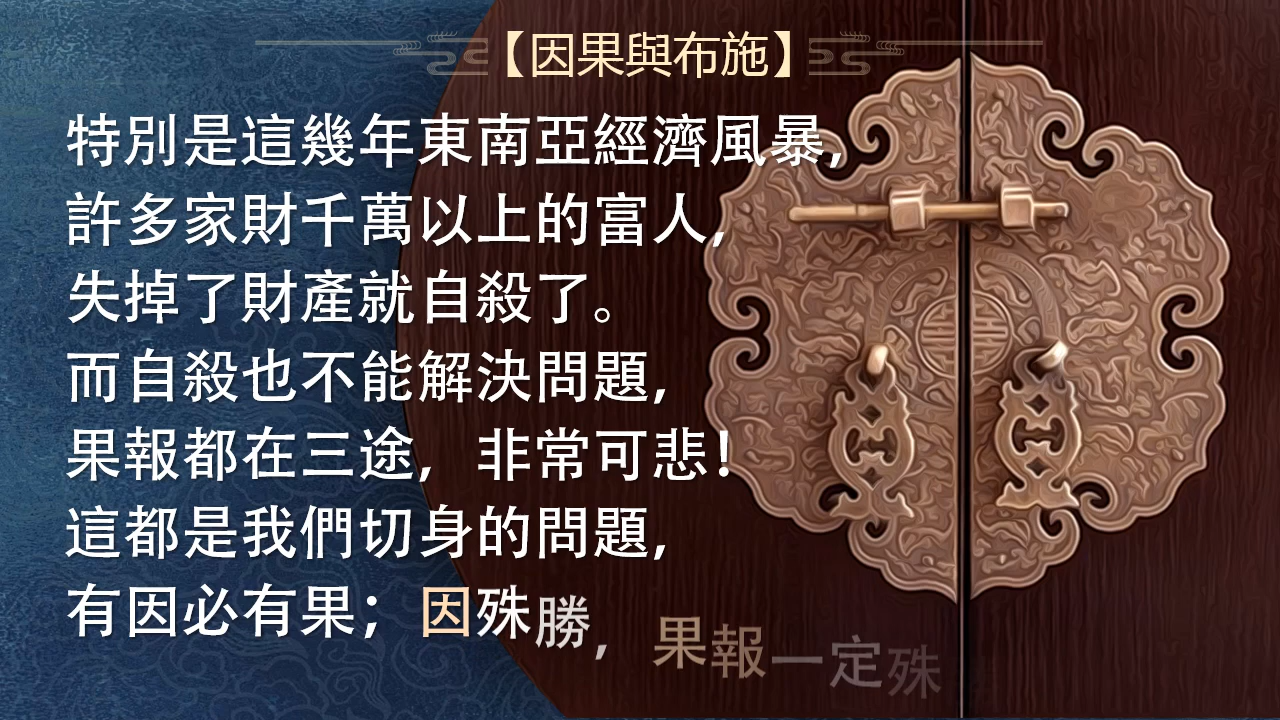 【因果與布施】
特別是這幾年東南亞經濟風暴，
許多家財千萬以上的富人，
失掉了財產就自殺了。
而自殺也不能解決問題，
果報都在三途，非常可悲！
這都是我們切身的問題，
有因必有果；因殊勝，果報一定殊